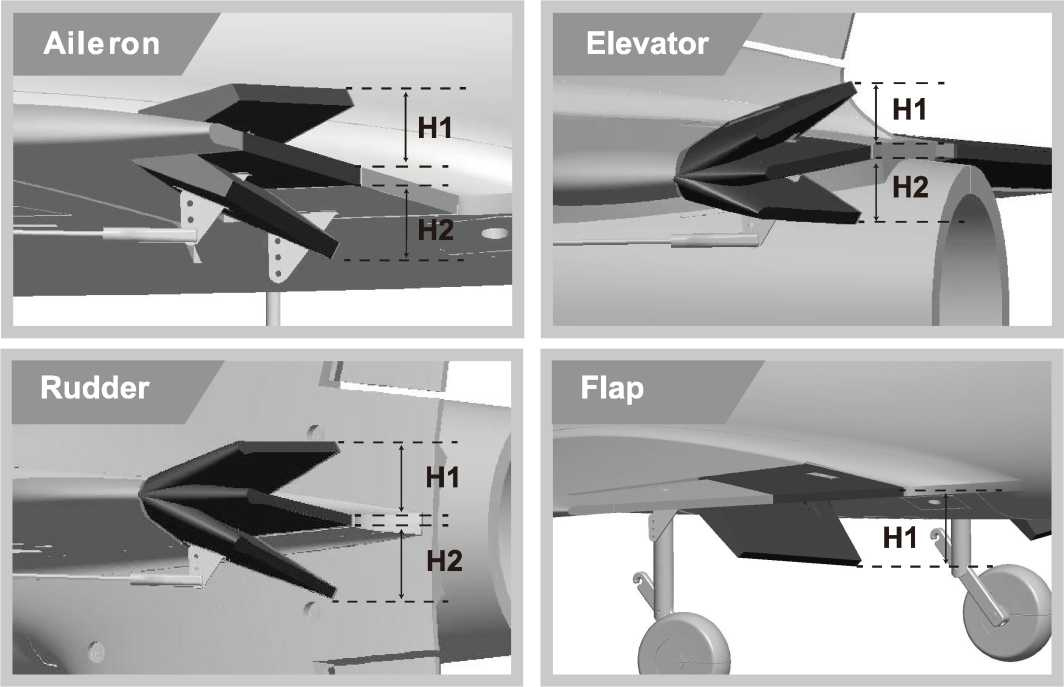 Aileron
H1
H2
Elevator
H1
H2
Rudder
H1
H2
Flap
H1